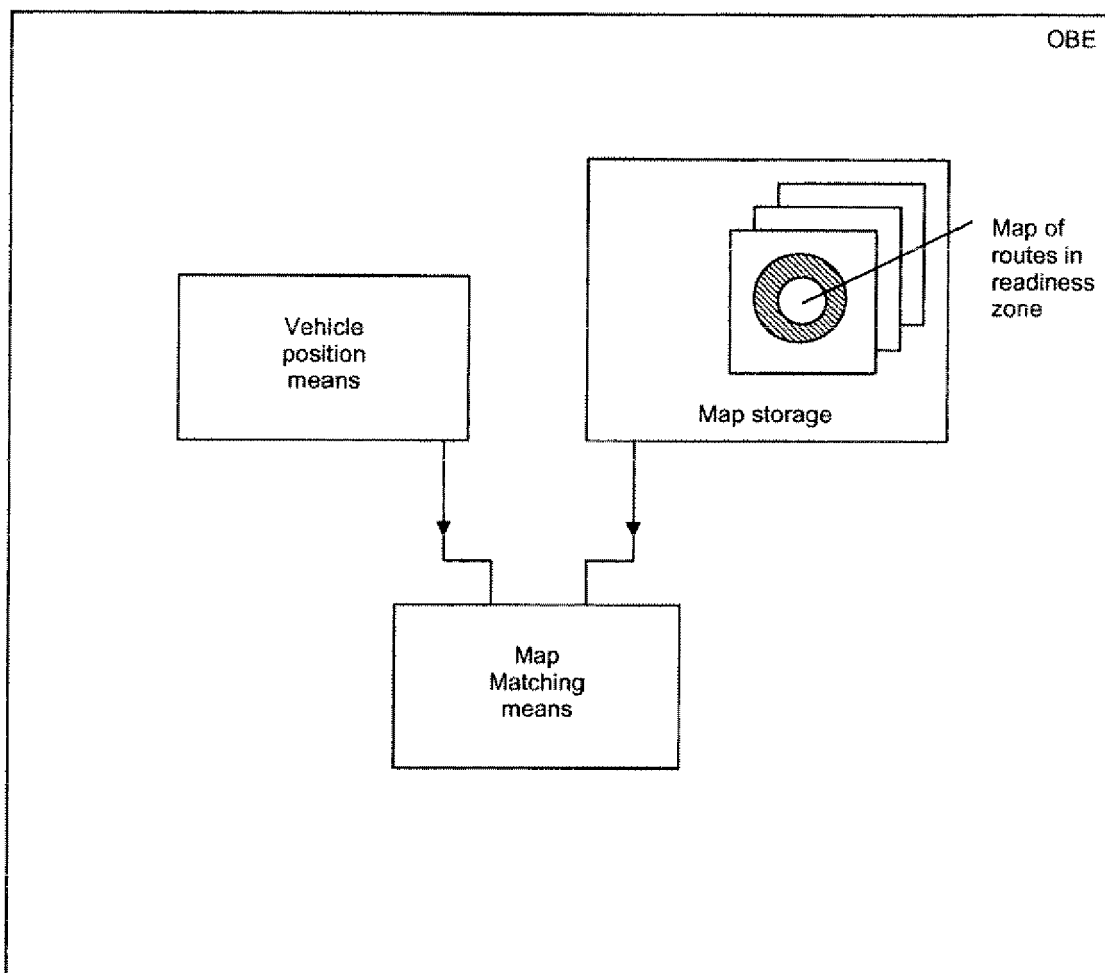 OBE
Map of
routes in
readiness
zone
Vehicle
position
means
Map storage
Map
Matching
means